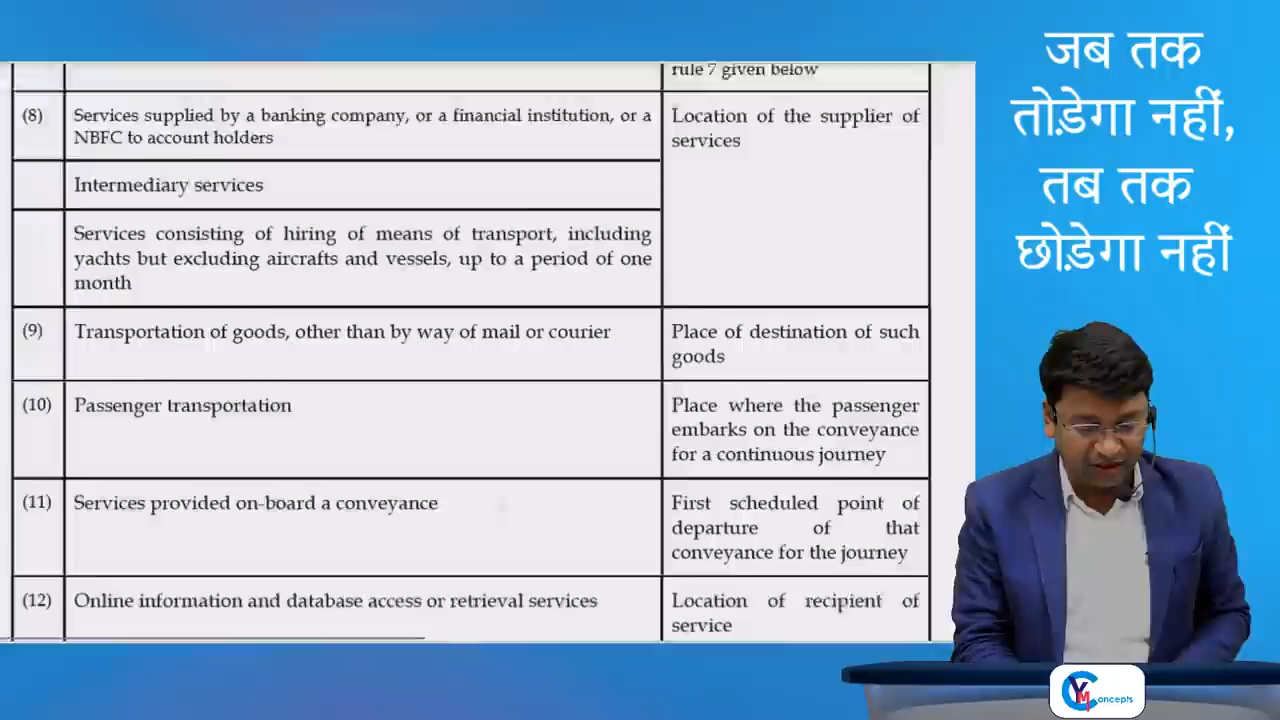 rule 7 given below
(8) Services supplied by a banking company, or a financial institution, or a
NBFC to account holders
Location of the supplier of
services
Intermediary services
Services consisting of hiring of means of transport, including
yachts but excluding aircrafts and vessels, up to a period of one
month
(9) Transportation of goods, other than by way of mail or courier
Place of destination of such
goods
(10) Passenger transportation
Place where the passenger
embarks on the conveyance
for a continuous journey
(11) Services provided on-board a conveyance
First scheduled point of
departure of that
conveyance for the journey
(12) Online information and database access or retrieval services
Location of recipient of
service
जब तक
तोड़ेगा नहीं,
तब तक
छोड़ेगा नहीं
YM Concepts